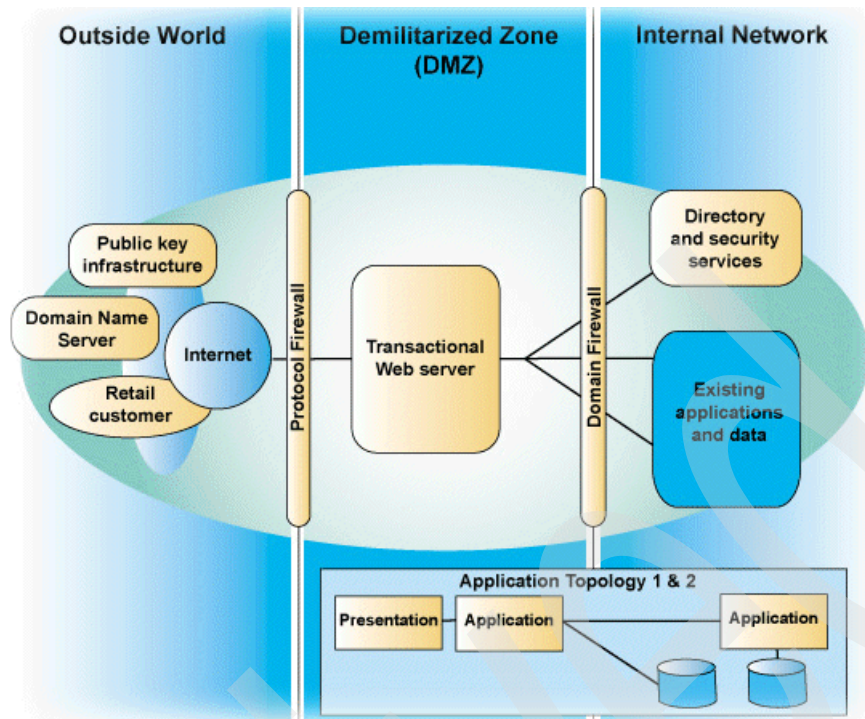 Outside World
Demilitarized Zone
(DMZ)
Internal Network
Public key
infrastructure
Domain Name
Server
Internet
Retail
customer
Protocol Firewall
Transactional
Web server
Domain Firewall
Directory
and security
services
Existing
applications
and data
Application Topology 1 & 2
Presentation
Application
Application